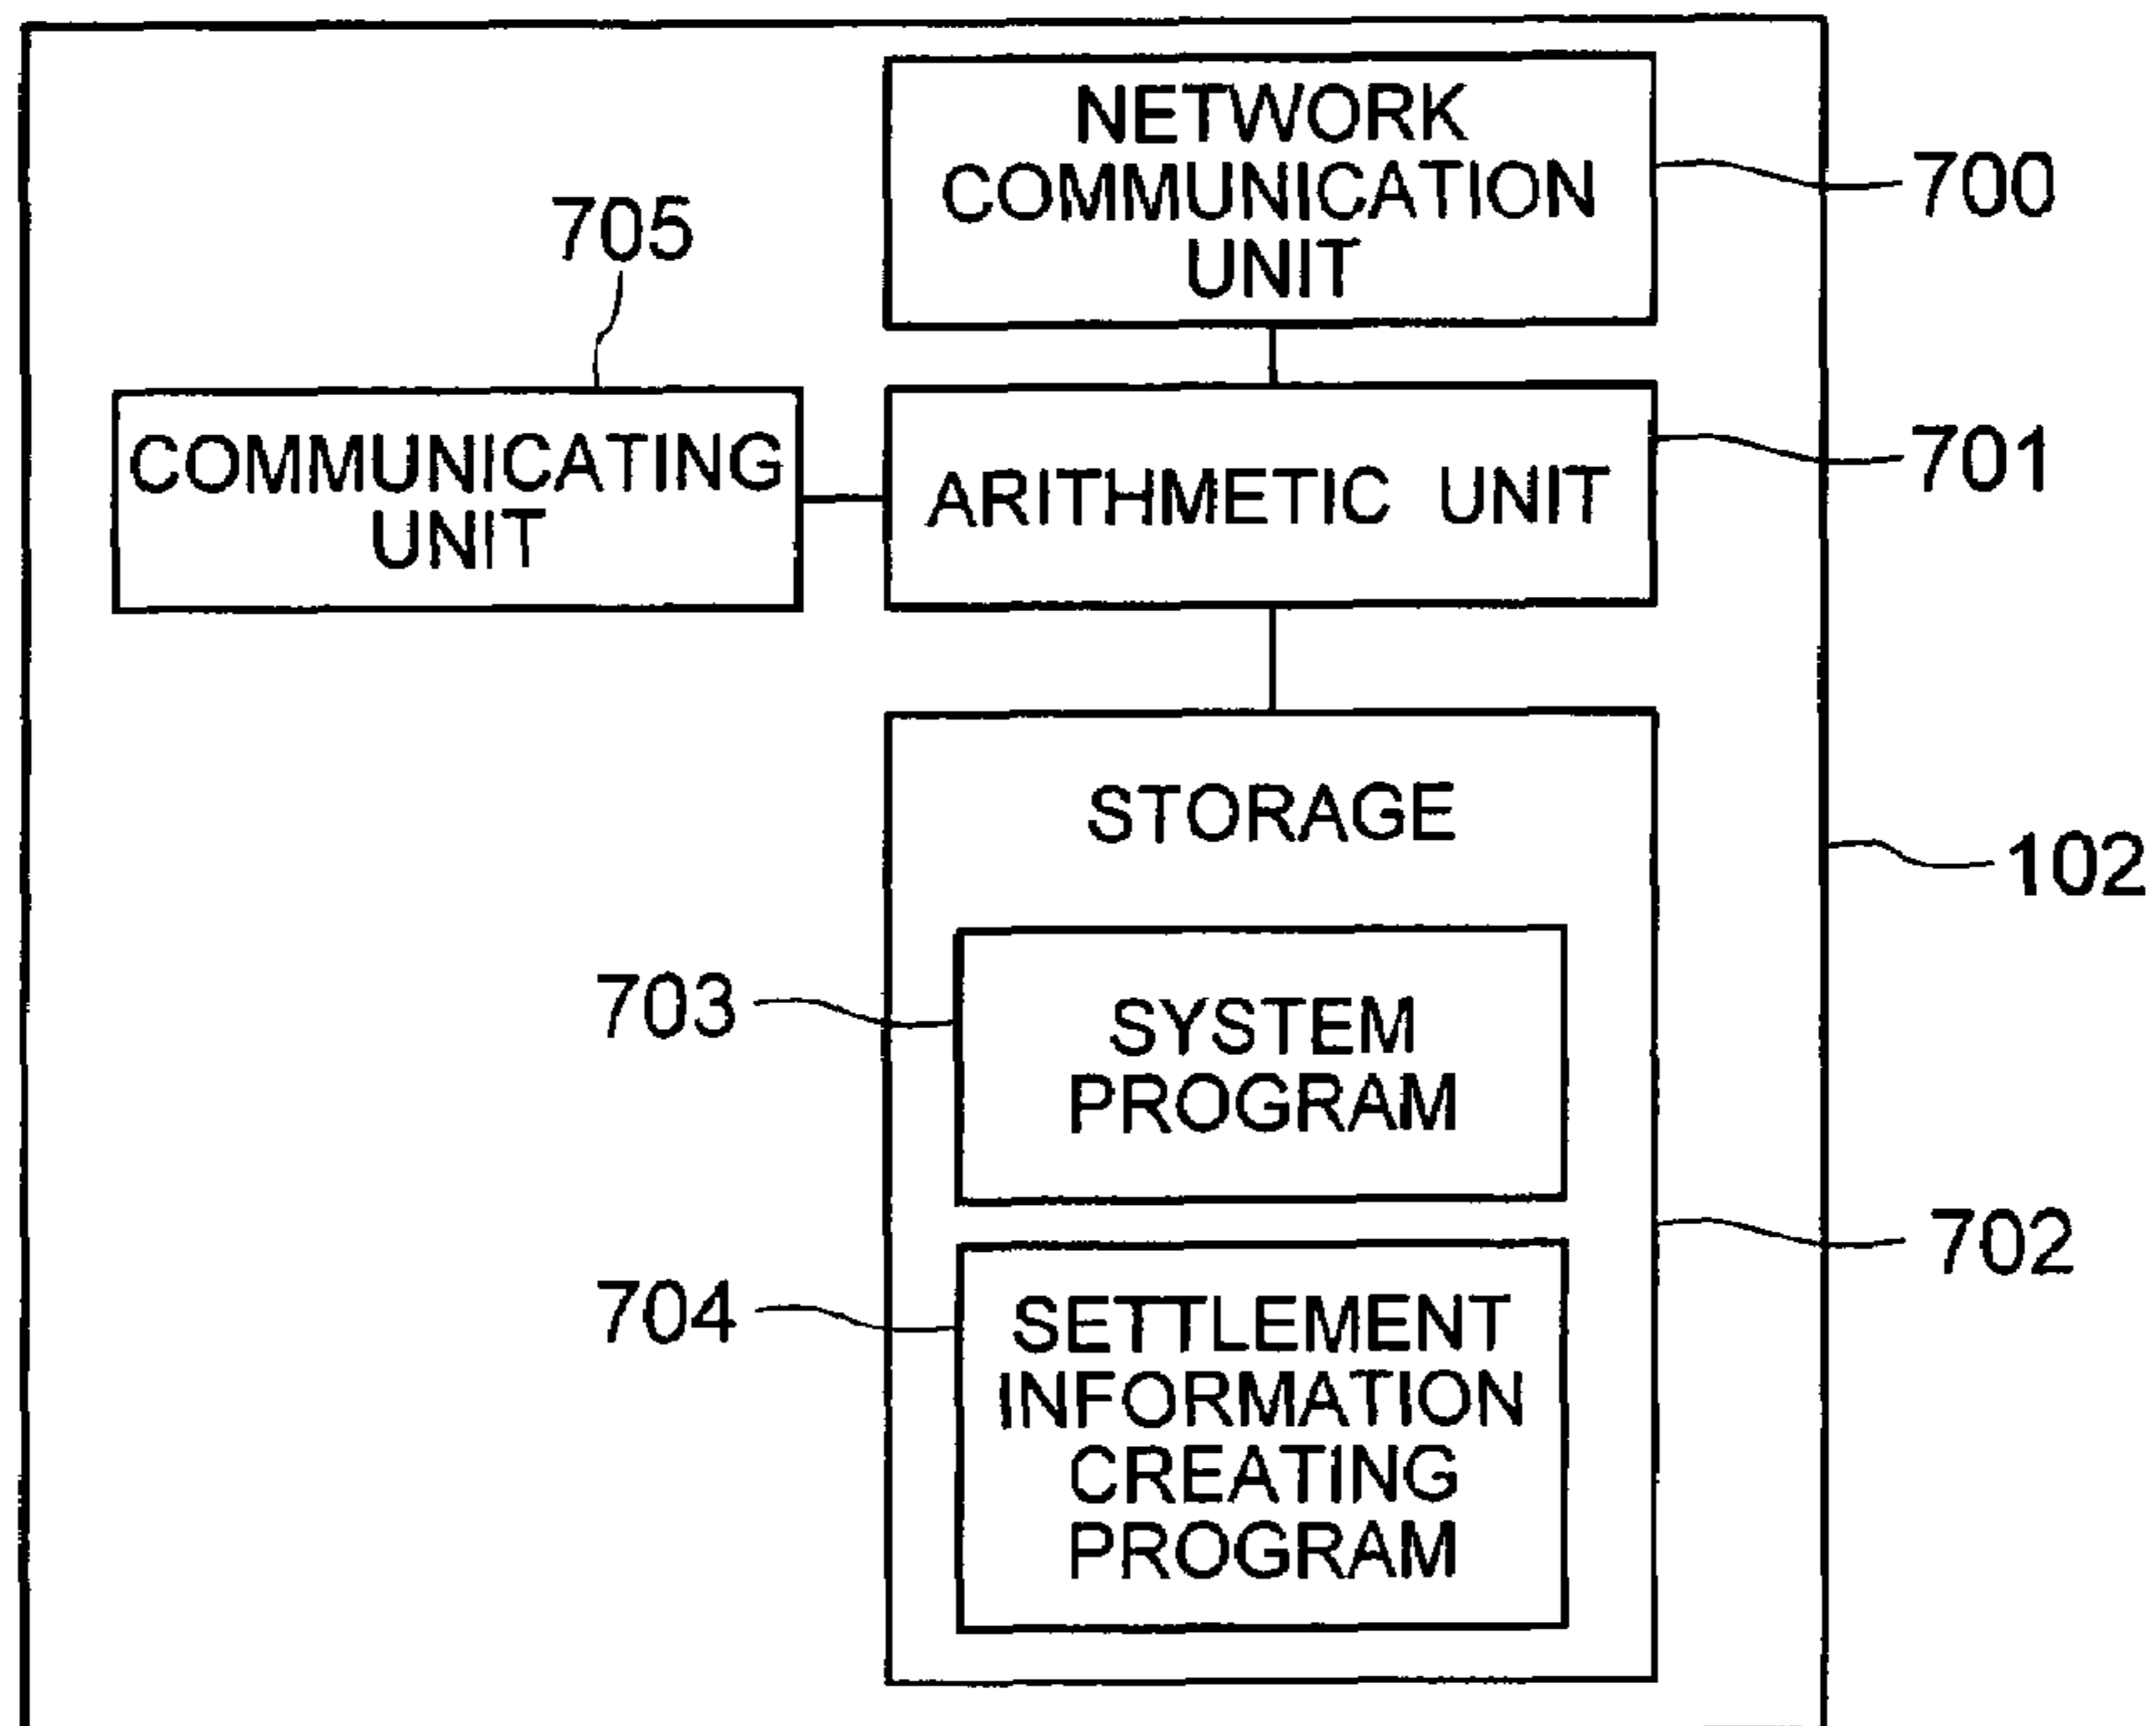 NETWORK
COMMUNICATION
UNIT
700
705
COMMUNICATING
UNIT
ARITHMETIC UNIT
701
STORAGE
102
703
SYSTEM
PROGRAM
702
704
SETTLEMENT
INFORMATION
CREATING
PROGRAM